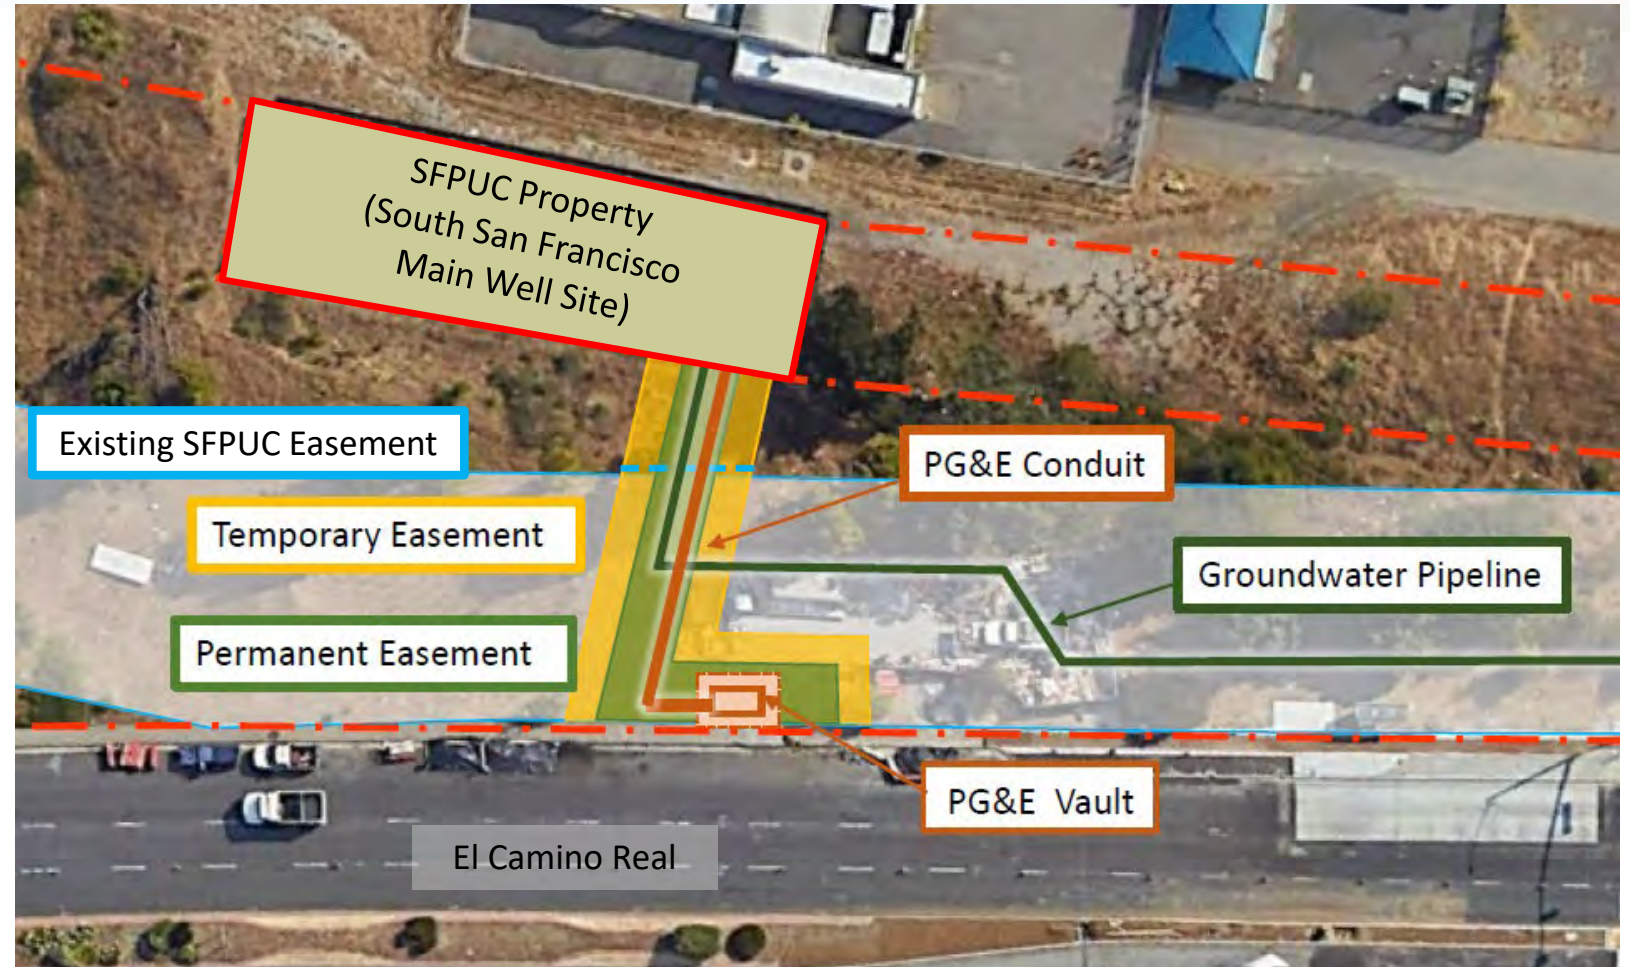 SFPUC Property
(South San Francisco
Main Well Site)
Existing SFPUC Easement
PG&E Conduit
Temporary Easement
Groundwater Pipeline
Permanent Easement
PG&E Vault
El Camino Real